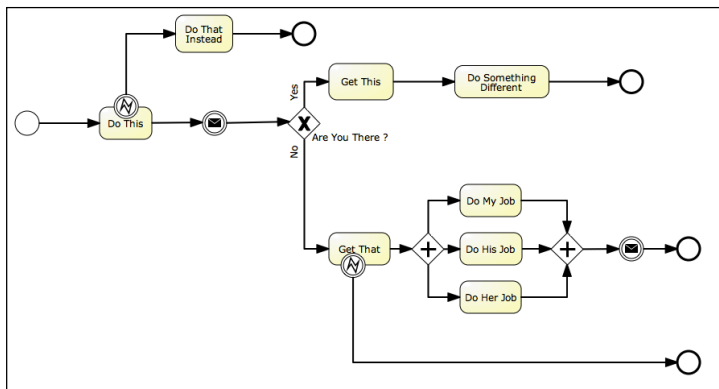 Do That
Instead
Do This
Yes
Get This
Do Something
Different
Are You There ?
No
Get That
Do My Job
Do His Job
Do Her Job